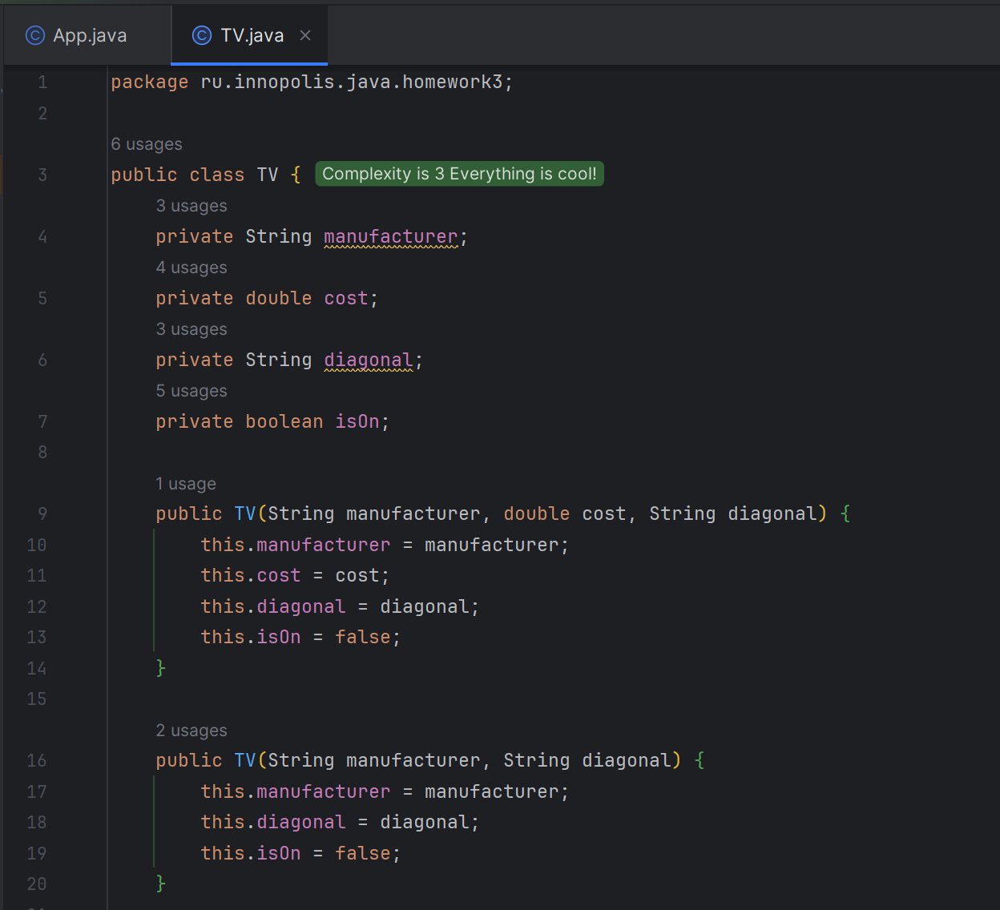 App.java TV.java
1 package ru.innopolis.java.homework3;
2
6 usages
3 public class TV { Complexity is 3 Everything is cool!
3 usages
4 private String manufacturer;
4 usages
5 private double cost;
3 usages
6 private String diagonal;
5 usages
7 private boolean isOn;
8
1 usage
9 public TV(String manufacturer, double cost, String diagonal) {
10 this.manufacturer = manufacturer;
11 this.cost = cost;
12 this.diagonal = diagonal;
13 this.isOn = false;
14 }
15
2 usages
16 public TV(String manufacturer, String diagonal) {
17 this.manufacturer = manufacturer;
18 this.diagonal = diagonal;
19 this.isOn = false;
20 }